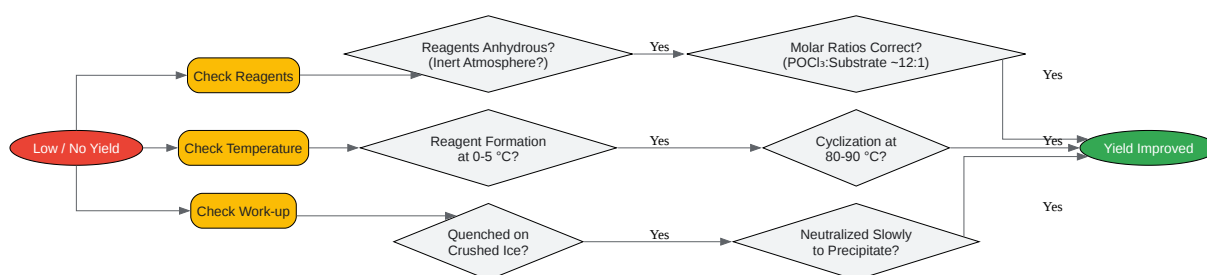 Reagents Anhydrous?
(Inert Atmosphere?)
Yes
Molar Ratios Correct?
(POCl₃:Substrate ~12:1)
Check Reagents
Yes
Low / No Yield
Check Temperature
Reagent Formation
at 0-5 °C?
Yes
Cyclization at
80-90 °C?
Yes
Yield Improved
Check Work-up
Quenched on
Crushed Ice?
Yes
Neutralized Slowly
to Precipitate?
Yes